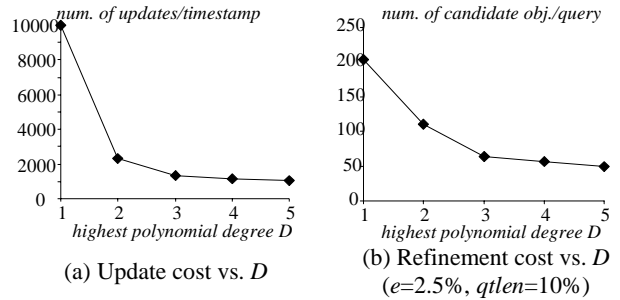 num. of updates/timestamp
10000
8000
6000
4000
2000
0
1 2 3 4 5
highest polynomial degree D
(a) Update cost vs. D
num. of candidate obj./query
250
200
150
100
50
0
1 2 3 4 5
highest polynomial degree D
(b) Refinement cost vs. D
(e=2.5%, qtlen=10%)